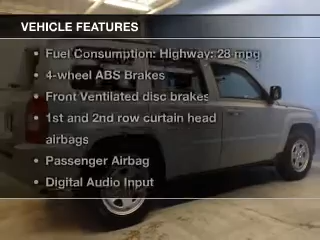 VEHICLE FEATURES
• Fuel Consumption: Highway: 28 mpg
• 4-wheel ABS Brakes
• Front Ventilated disc brakes
• 1st and 2nd row curtain head
airbags
• Passenger Airbag
• Digital Audio Input